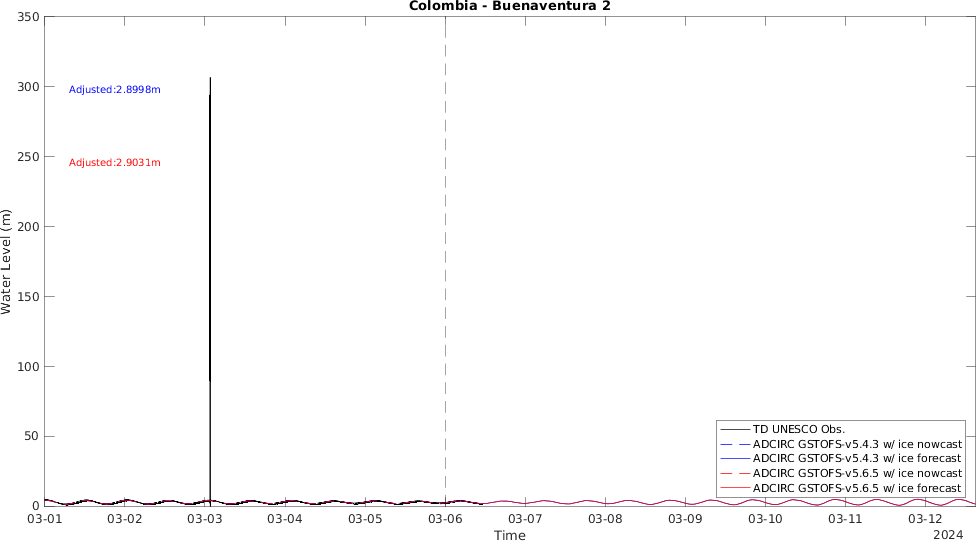 Colombia - Buenaventura 2
350
300
250
200
150
100
50
0
Water Level (m)
Adjusted:2.8998m
Adjusted:2.9031m
TD UNESCO Obs.
ADCIRC GSTOFS-v5.4.3 w/ ice nowcast
ADCIRC GSTOFS-v5.4.3 w/ ice forecast
ADCIRC GSTOFS-v5.6.5 w/ ice nowcast
ADCIRC GSTOFS-v5.6.5 w/ ice forecast
03-01 03-02 03-03 03-04 03-05 03-06 03-07 03-08 03-09 03-10 03-11 03-12
Time
2024